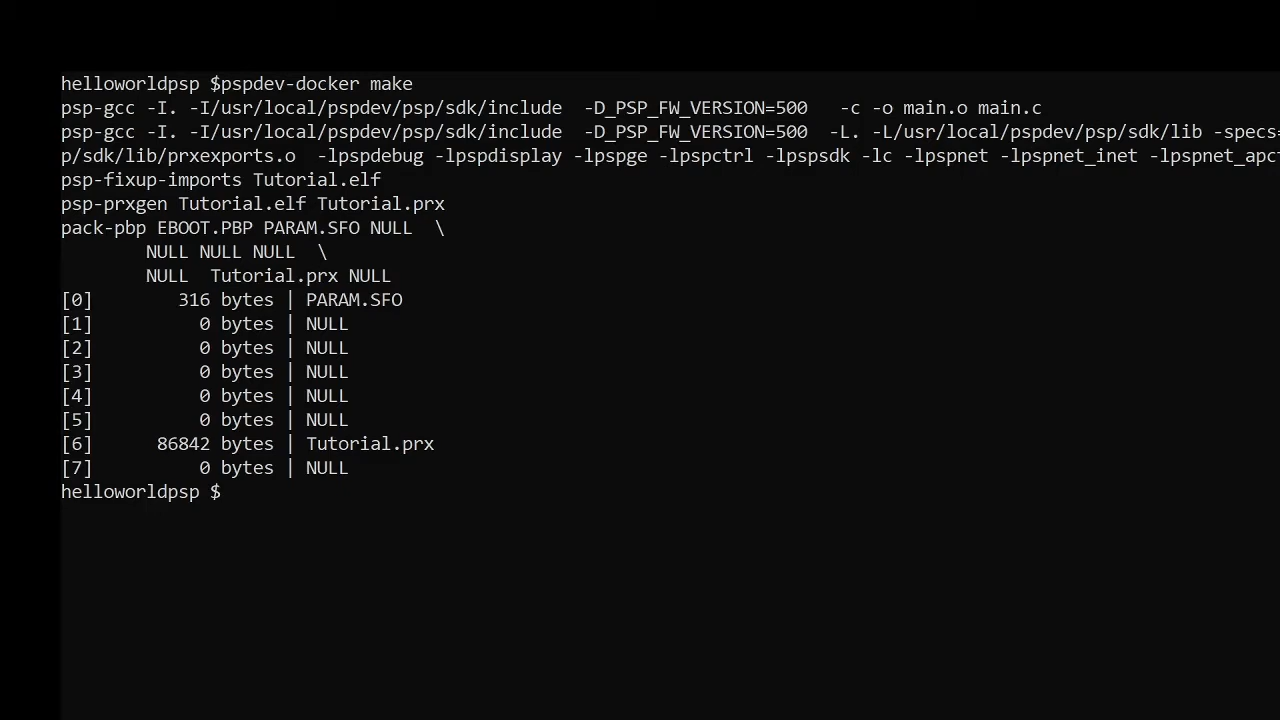 helloworldpsp $pspdev-docker make
psp-gcc -I. -I/usr/local/pspdev/psp/sdk/include  -D_PSP_FW_VERSION=500   -c -o main.o main.c
psp-gcc -I. -I/usr/local/pspdev/psp/sdk/include  -D_PSP_FW_VERSION=500  -L. -L/usr/local/pspdev/psp/sdk/lib -specs=
p/sdk/lib/prxexports.o  -lpspdebug -lpspdisplay -lpspge -lpspctrl -lpspsdk -lc -lpspnet -lpspnet_inet -lpspnet_apct
psp-fixup-imports Tutorial.elf
psp-prxgen Tutorial.elf Tutorial.prx
pack-pbp EBOOT.PBP PARAM.SFO NULL  \
        NULL NULL NULL  \
        NULL  Tutorial.prx NULL
[0]        316 bytes | PARAM.SFO
[1]          0 bytes | NULL
[2]          0 bytes | NULL
[3]          0 bytes | NULL
[4]          0 bytes | NULL
[5]          0 bytes | NULL
[6]      86842 bytes | Tutorial.prx
[7]          0 bytes | NULL
helloworldpsp $